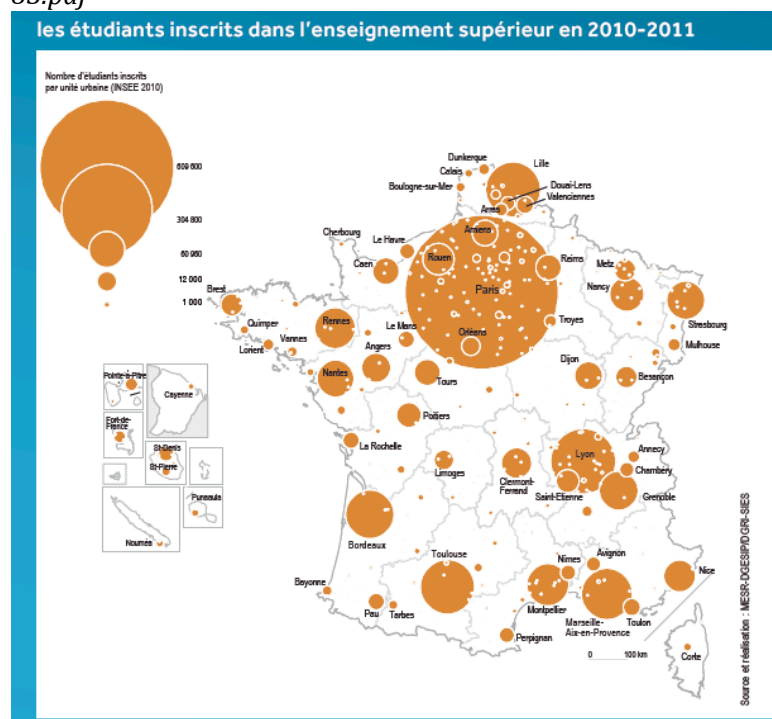 les étudiants inscrits dans l'enseignement supérieur en 2010-2011
Nombre d'étudiants inscrits
par unité urbaine (INSEE 2010)
609 600
304 800
60 960
12 000
1 000
Dunkerque
Lille
Calais
Boulogne-sur-Mer
Douai-Lens
Valenciennes
Arras
Cherbourg
Amiens
Le Havre
Rouen
Caen
Reims
Metz
Nancy
Paris
Strasbourg
Brest
Rennes
Quimper
Lorient
Vannes
Le Mans
Orléans
Troyes
Mulhouse
Angers
Nantes
Tours
Dijon
Besançon
Pointe-à-Pitre
Cayenne
Poitiers
Fort-de-
France
La Rochelle
St-Denis
St-Pierre
Limoges
Clermont-
Ferrand
Lyon
Annecy
Chambéry
Saint-Etienne
Grenoble
Punaauia
Nouméa
Bordeaux
Toulouse
Nîmes
Avignon
Nice
Bayonne
Pau
Tarbes
Montpellier
Marseille-
Aix-en-Provence
Toulon
Perpignan
0 100 km
Corte
Source et réalisation : MESR-DGESIP/DGRI-SIES